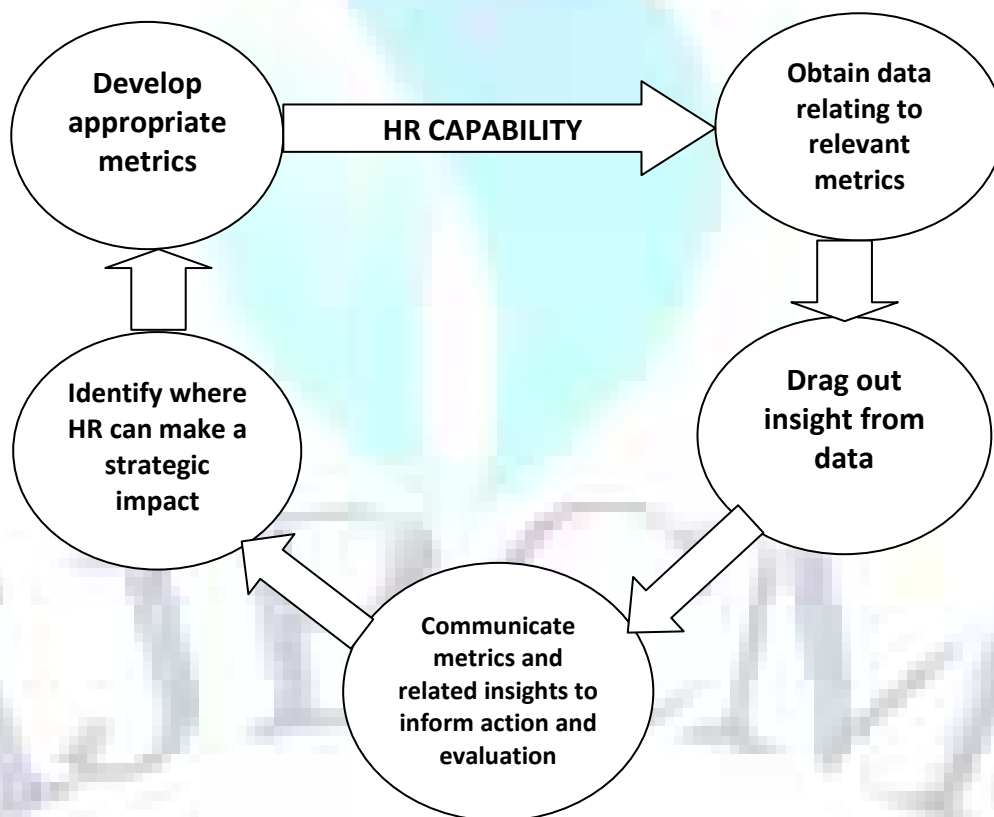 Develop
appropriate
metrics
HR CAPABILITY
Obtain data
relating to
relevant
metrics
Drag out
insight from
data
Communicate
metrics and
related insights to
inform action and
evaluation
Identify where
HR can make a
strategic
impact